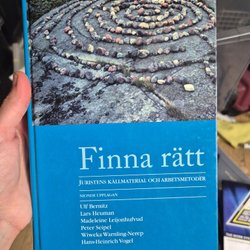 Finna rätt
JURISTENS KÄLLMATERIAL OCH ARBETSMETODER
NIONDE UPPLAGAN
Ulf Bernitz
Lars Heuman
Madeleine Leijonhufvud
Peter Seipel
Wiweka Warnling-Nerep
Hans-Heinrich Vogel